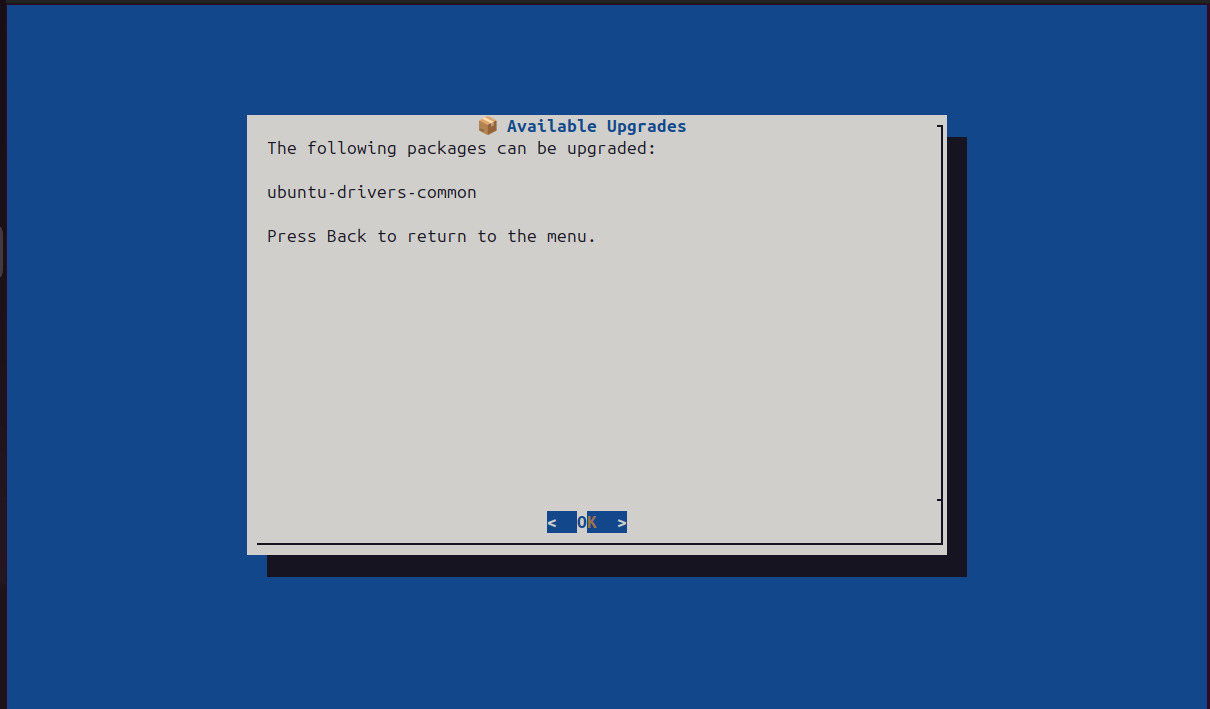 📦 Available Upgrades
The following packages can be upgraded:
ubuntu-drivers-common
Press Back to return to the menu.
<  OK  >